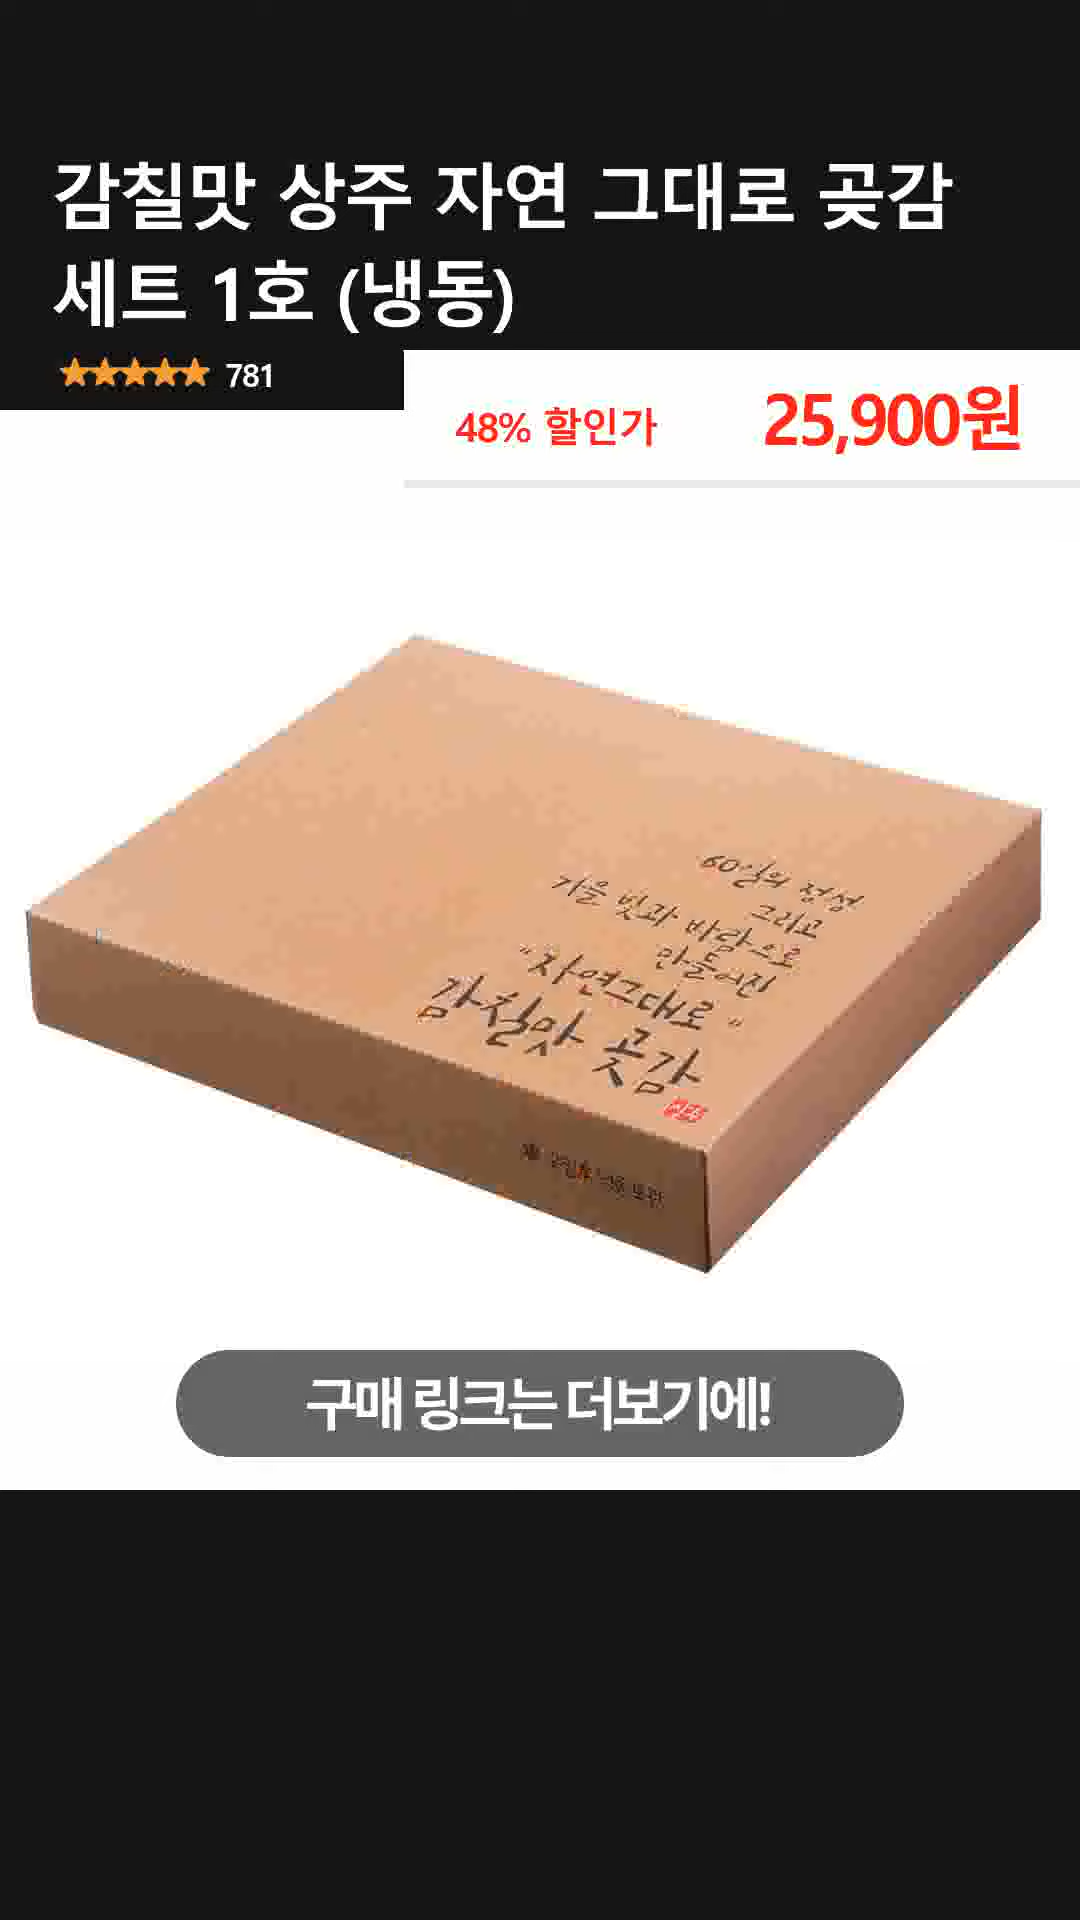 감칠맛 상주 자연 그대로 곶감
세트 1호 (냉동)
781
48% 할인가
25,900원
60일의 정성
그리고
겨울 빛과 바람으로
만들어진
"자연그대로"
감칠맛 곶감
구매 링크는 더보기에!